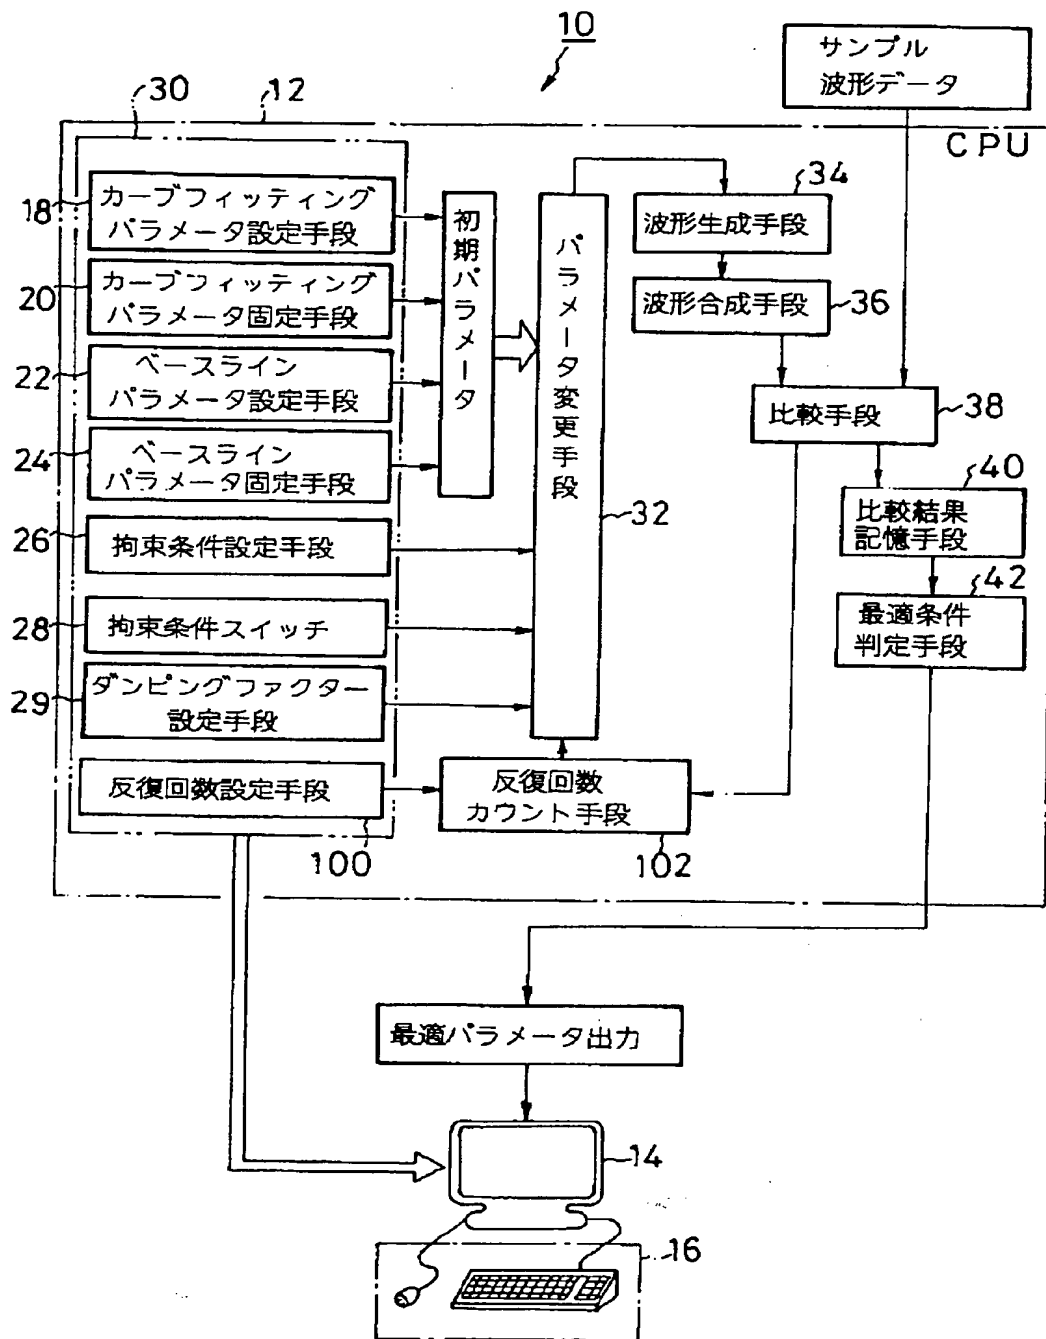 10
サンプル
波形データ
30
12
CPU
18
カーブフィッティング
パラメータ設定手段
20
カーブフィッティング
パラメータ固定手段
22
ベースライン
パラメータ設定手段
24
ベースライン
パラメータ固定手段
26
拘束条件設定手段
28
拘束条件スイッチ
29
ダンピングファクター
設定手段
反復回数設定手段
100
初期パラメータ
パラメータ変更手段
32
34
波形生成手段
波形合成手段
36
比較手段
38
40
比較結果
記憶手段
42
最適条件
判定手段
反復回数
カウント手段
102
最適パラメータ出力
14
16